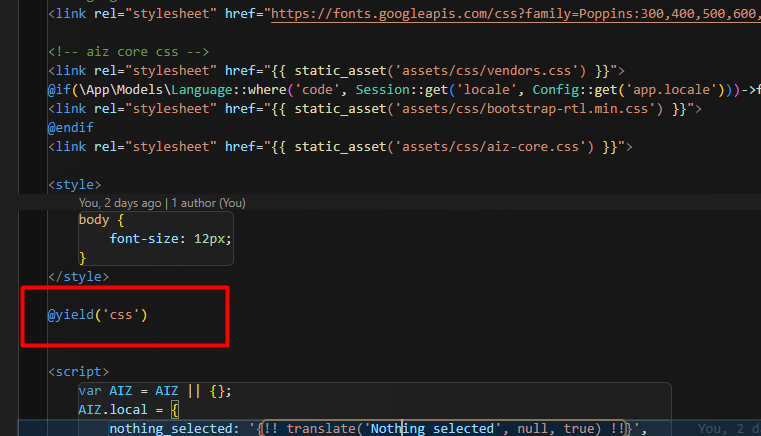 <link rel="stylesheet" href="https://fonts.googleapis.com/css?family=Poppins:300,400,500,600,
<!-- aiz core css -->
<link rel="stylesheet" href="{{ static_asset('assets/css/vendors.css') }}">
@if(\App\Models\Language::where('code', Session::get('locale', Config::get('app.locale')))->f
<link rel="stylesheet" href="{{ static_asset('assets/css/bootstrap-rtl.min.css') }}">
@endif
<link rel="stylesheet" href="{{ static_asset('assets/css/aiz-core.css') }}">
<style>
You, 2 days ago | 1 author (You)
body {
font-size: 12px;
}
</style>
@yield('css')
<script>
var AIZ = AIZ || {};
AIZ.local = {
nothing_selected: '{!! translate('Nothing selected', null, true) !!}', You, 2 d